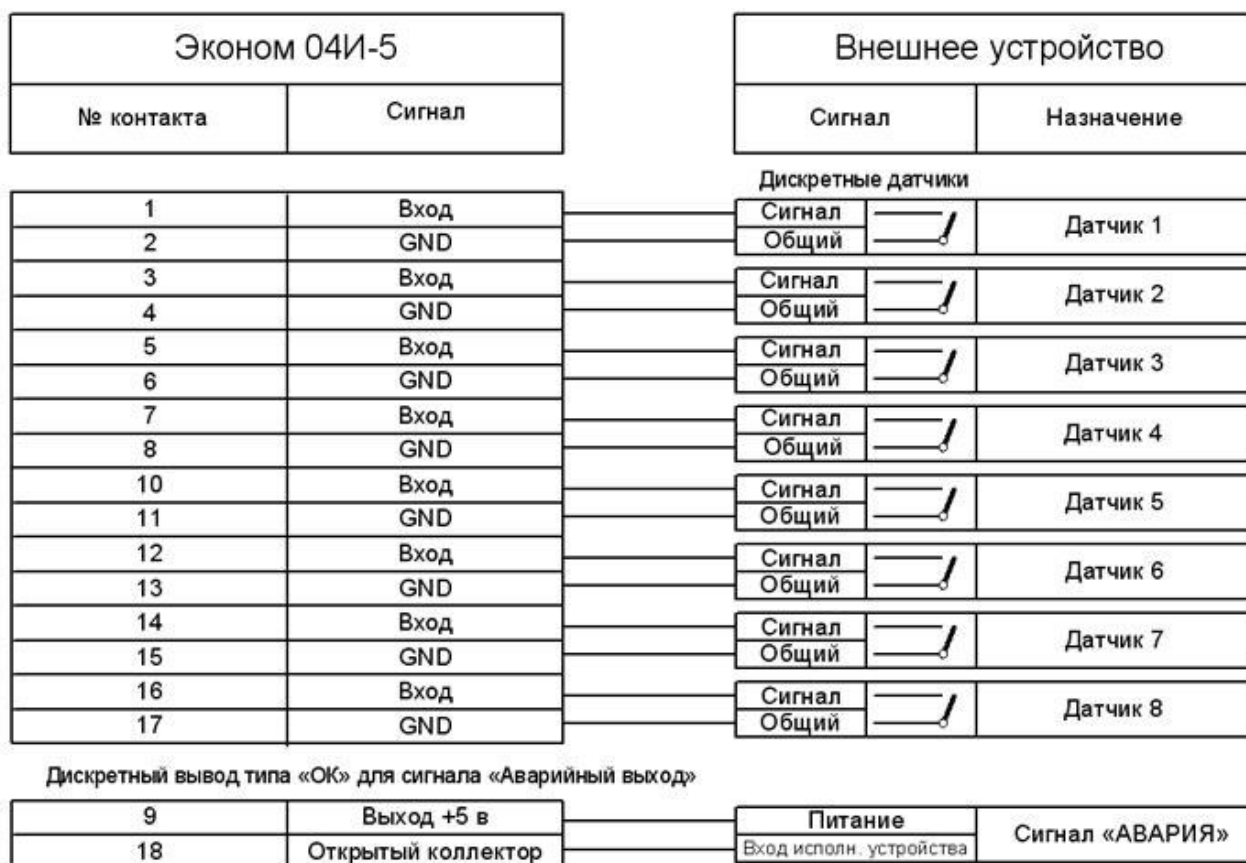 Эконом 04И-5 Внешнее устройство
№ контакта Сигнал Сигнал Назначение
Дискретные датчики
1 Вход Сигнал Датчик 1
2 GND Общий
3 Вход Сигнал Датчик 2
4 GND Общий
5 Вход Сигнал Датчик 3
6 GND Общий
7 Вход Сигнал Датчик 4
8 GND Общий
10 Вход Сигнал Датчик 5
11 GND Общий
12 Вход Сигнал Датчик 6
13 GND Общий
14 Вход Сигнал Датчик 7
15 GND Общий
16 Вход Сигнал Датчик 8
17 GND Общий
Дискретный вывод типа «ОК» для сигнала «Аварийный выход»
9 Выход +5 в Питание Сигнал «АВАРИЯ»
18 Открытый коллектор Вход исполн. устройства